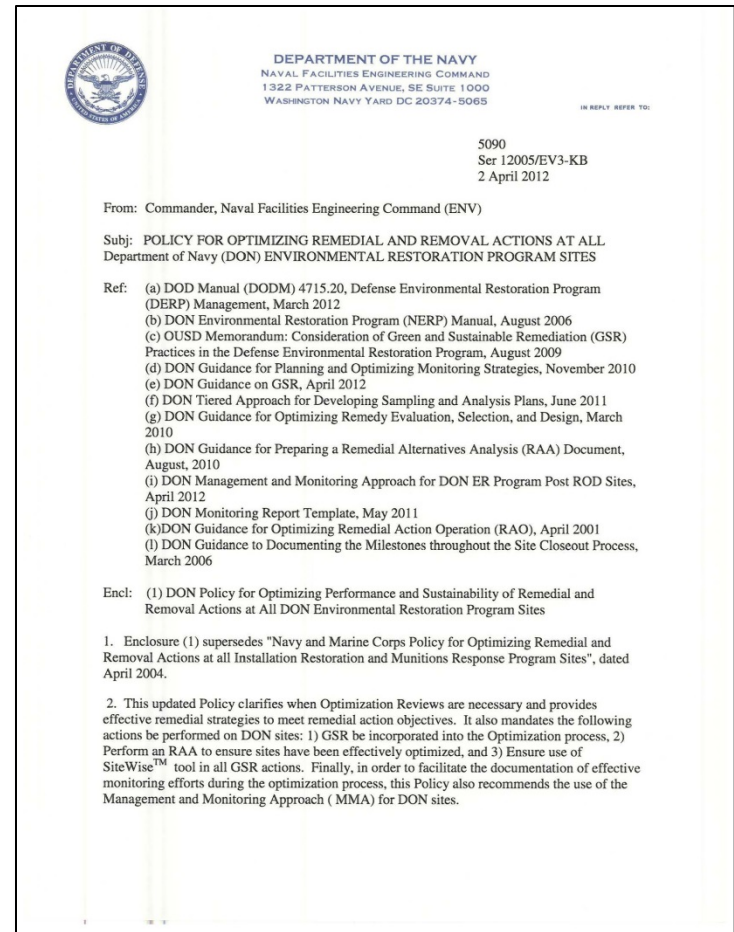 DEPARTMENT OF DEFENSE
UNITED STATES OF AMERICA
DEPARTMENT OF THE NAVY
NAVAL FACILITIES ENGINEERING COMMAND
1322 PATTERSON AVENUE, SE SUITE 1000
WASHINGTON NAVY YARD DC 20374-5065
IN REPLY REFER TO:
5090
Ser 12005/EV3-KB
2 April 2012
From: Commander, Naval Facilities Engineering Command (ENV)
Subj: POLICY FOR OPTIMIZING REMEDIAL AND REMOVAL ACTIONS AT ALL
Department of Navy (DON) ENVIRONMENTAL RESTORATION PROGRAM SITES
Ref: (a) DOD Manual (DODM) 4715.20, Defense Environmental Restoration Program
(DERP) Management, March 2012
(b) DON Environmental Restoration Program (NERP) Manual, August 2006
(c) OUSD Memorandum: Consideration of Green and Sustainable Remediation (GSR)
Practices in the Defense Environmental Restoration Program, August 2009
(d) DON Guidance for Planning and Optimizing Monitoring Strategies, November 2010
(e) DON Guidance on GSR, April 2012
(f) DON Tiered Approach for Developing Sampling and Analysis Plans, June 2011
(g) DON Guidance for Optimizing Remedy Evaluation, Selection, and Design, March
2010
(h) DON Guidance for Preparing a Remedial Alternatives Analysis (RAA) Document,
August, 2010
(i) DON Management and Monitoring Approach for DON ER Program Post ROD Sites,
April 2012
(j) DON Monitoring Report Template, May 2011
(k)DON Guidance for Optimizing Remedial Action Operation (RAO), April 2001
(l) DON Guidance to Documenting the Milestones throughout the Site Closeout Process,
March 2006
Encl: (1) DON Policy for Optimizing Performance and Sustainability of Remedial and
Removal Actions at All DON Environmental Restoration Program Sites
1. Enclosure (1) supersedes "Navy and Marine Corps Policy for Optimizing Remedial and
Removal Actions at all Installation Restoration and Munitions Response Program Sites", dated
April 2004.
2. This updated Policy clarifies when Optimization Reviews are necessary and provides
effective remedial strategies to meet remedial action objectives. It also mandates the following
actions be performed on DON sites: 1) GSR be incorporated into the Optimization process, 2)
Perform an RAA to ensure sites have been effectively optimized, and 3) Ensure use of
SiteWise™ tool in all GSR actions. Finally, in order to facilitate the documentation of effective
monitoring efforts during the optimization process, this Policy also recommends the use of the
Management and Monitoring Approach ( MMA) for DON sites.